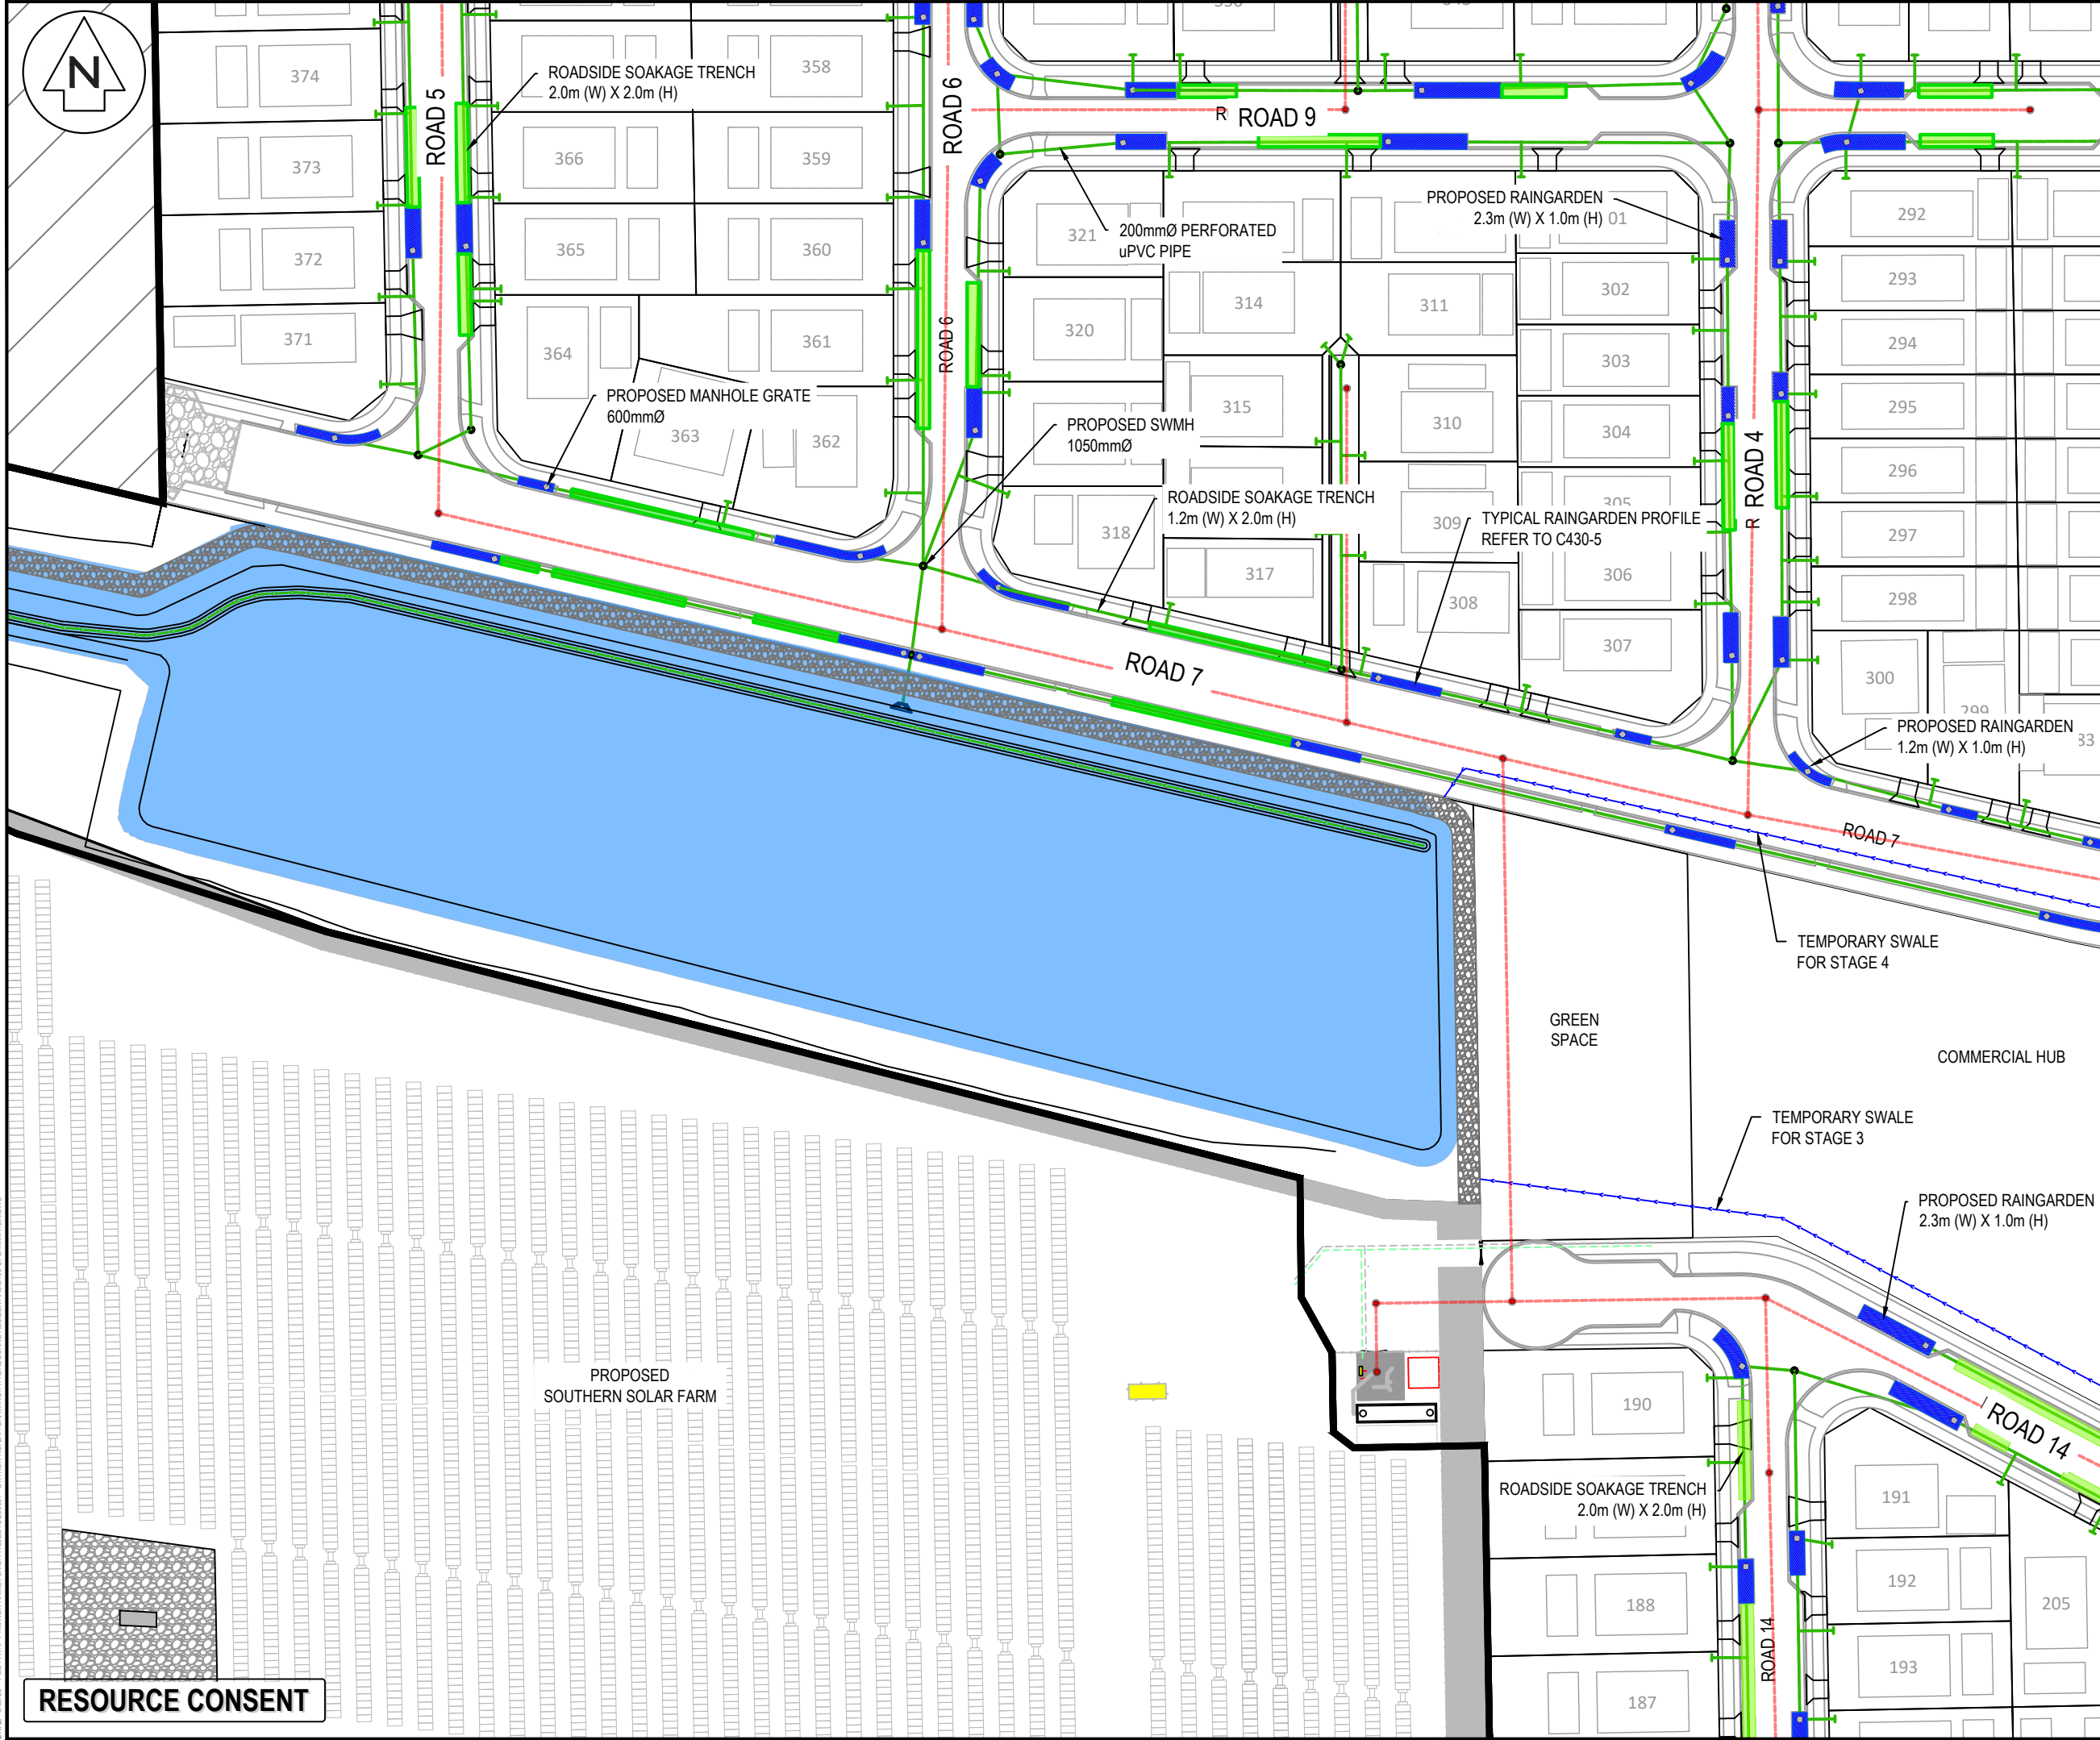 N
374
373
372
371
ROAD 5
ROADSIDE SOAKAGE TRENCH
2.0m (W) X 2.0m (H)
358
366
359
365
360
364
361
363
362
PROPOSED MANHOLE GRATE
600mmØ
ROAD 6
ROAD 6
R
ROAD 9
200mmØ PERFORATED
uPVC PIPE
321
320
318
314
311
315
310
309
317
308
PROPOSED RAINGARDEN
2.3m (W) X 1.0m (H)
01
302
303
304
305
306
307
PROPOSED SWMH
1050mmØ
ROADSIDE SOAKAGE TRENCH
1.2m (W) X 2.0m (H)
TYPICAL RAINGARDEN PROFILE
REFER TO C430-5
R ROAD 4
292
293
294
295
296
297
298
300
299
33
PROPOSED RAINGARDEN
1.2m (W) X 1.0m (H)
ROAD 7
ROAD 7
TEMPORARY SWALE
FOR STAGE 4
GREEN
SPACE
COMMERCIAL HUB
TEMPORARY SWALE
FOR STAGE 3
PROPOSED RAINGARDEN
2.3m (W) X 1.0m (H)
PROPOSED
SOUTHERN SOLAR FARM
190
ROADSIDE SOAKAGE TRENCH
2.0m (W) X 2.0m (H)
188
187
ROAD 14
ROAD 14
191
192
193
205
RESOURCE CONSENT